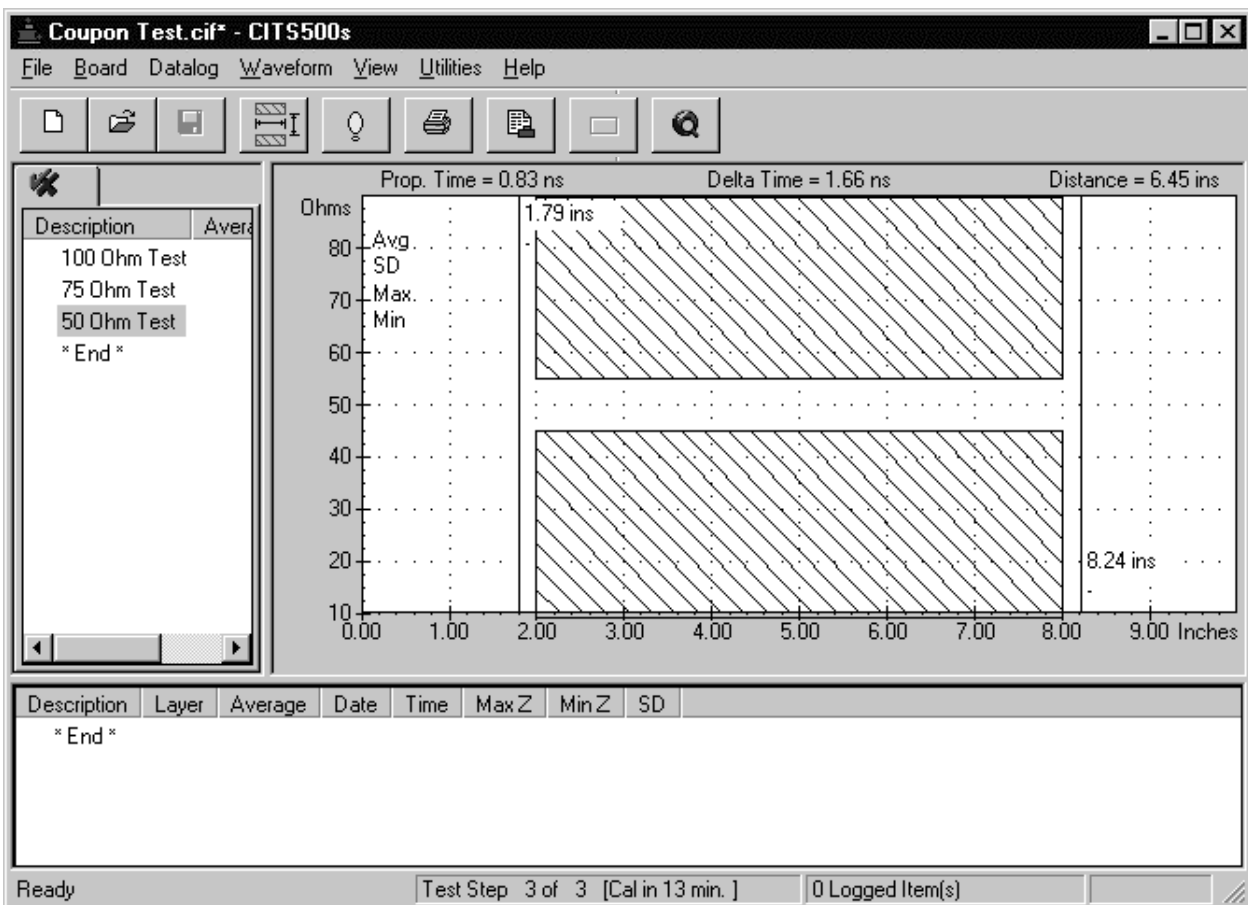 Coupon Test.cif* - CITS500s
File Board Datalog Waveform View Utilities Help
Description Avera
100 Ohm Test
75 Ohm Test
50 Ohm Test
* End *
Prop. Time = 0.83 ns Delta Time = 1.66 ns Distance = 6.45 ins
Ohms
1.79 ins
-
80
Avg
SD
70
Max
Min
60
50
40
30
20
8.24 ins
-
10
0.00 1.00 2.00 3.00 4.00 5.00 6.00 7.00 8.00 9.00 Inches
Description Layer Average Date Time Max Z Min Z SD
* End *
Ready Test Step 3 of 3 [Cal in 13 min. ] 0 Logged Item(s)